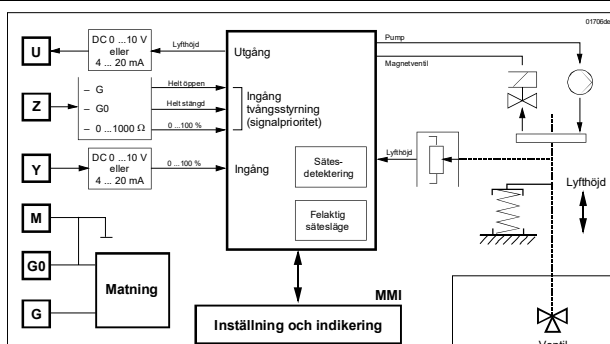 01706de
U
DC 0 ...10 V
eller
4 ... 20 mA
Lyfthöjd
Utgång
Pump
Magnetventil
Z
– G
– G0
– 0...1000 Ω
Helt öppen
Helt stängd
0...100 %
Ingång
tvångsstyrning
(signalprioritet)
Y
DC 0 ...10 V
eller
4 ... 20 mA
0 ... 100 %
Ingång
Sätes-
detektering
Felaktig
sätesläge
Lyfthöjd
Lyfthöjd
M
G0
G
Matning
MMI
Inställning och indikering
Ventil